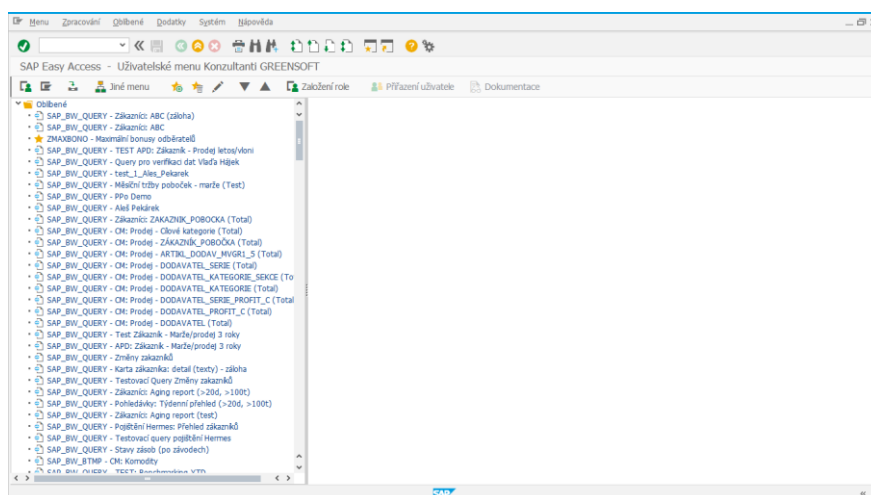 Menu Zpracování Oblíbené Dodatky Systém Nápověda
SAP Easy Access - Uživatelské menu Konzultanti GREENSOFT
Jiné menu Založení role Přiřazení uživatele Dokumentace
Oblíbené
SAP_BW_QUERY - Zákazníci: ABC (záloha)
SAP_BW_QUERY - Zákazníci: ABC
ZMAXBONO - Maximální bonusy odběratelů
SAP_BW_QUERY - TEST APD: Zákazník - Prodej letos/vloni
SAP_BW_QUERY - Query pro verifikaci dat Vlaďa Hájek
SAP_BW_QUERY - test_1_Ales_Pekarek
SAP_BW_QUERY - Měsíční tržby poboček - marže (Test)
SAP_BW_QUERY - PPo Demo
SAP_BW_QUERY - Aleš Pekárek
SAP_BW_QUERY - Zákazníci: ZAKAZNIK_POBOCKA (Total)
SAP_BW_QUERY - CM: Prodej - Cílové kategorie (Total)
SAP_BW_QUERY - CM: Prodej - ZÁKAZNÍK_POBOČKA (Total)
SAP_BW_QUERY - CM: Prodej - ARTIKL_DODAV_MVGR1_5 (Total)
SAP_BW_QUERY - CM: Prodej - DODAVATEL_SERIE (Total)
SAP_BW_QUERY - CM: Prodej - DODAVATEL_KATEGORIE_SEKCE (To
SAP_BW_QUERY - CM: Prodej - DODAVATEL_KATEGORIE (Total)
SAP_BW_QUERY - CM: Prodej - DODAVATEL_SERIE_PROFIT_C (Total
SAP_BW_QUERY - CM: Prodej - DODAVATEL_PROFIT_C (Total)
SAP_BW_QUERY - CM: Prodej - DODAVATEL (Total)
SAP_BW_QUERY - Test Zákazník - Marže/prodej 3 roky
SAP_BW_QUERY - APD: Zákazník - Marže/prodej 3 roky
SAP_BW_QUERY - Změny zakazníků
SAP_BW_QUERY - Karta zákazníka: detail (texty) - záloha
SAP_BW_QUERY - Testovací Query Změny zakazníků
SAP_BW_QUERY - Zákazníci: Aging report (>20d, >100t)
SAP_BW_QUERY - Pohledávky: Týdenní přehled (>20d, >100t)
SAP_BW_QUERY - Zákazníci: Aging report (test)
SAP_BW_QUERY - Pojištění Hermes: Přehled zákazníků
SAP_BW_QUERY - Testovací query pojištění Hermes
SAP_BW_QUERY - Stavy zásob (po závodech)
SAP_BW_BTMP - CM: Komodity
SAP_BW_QUERY - TEST: Benchmarking YTD
SAP